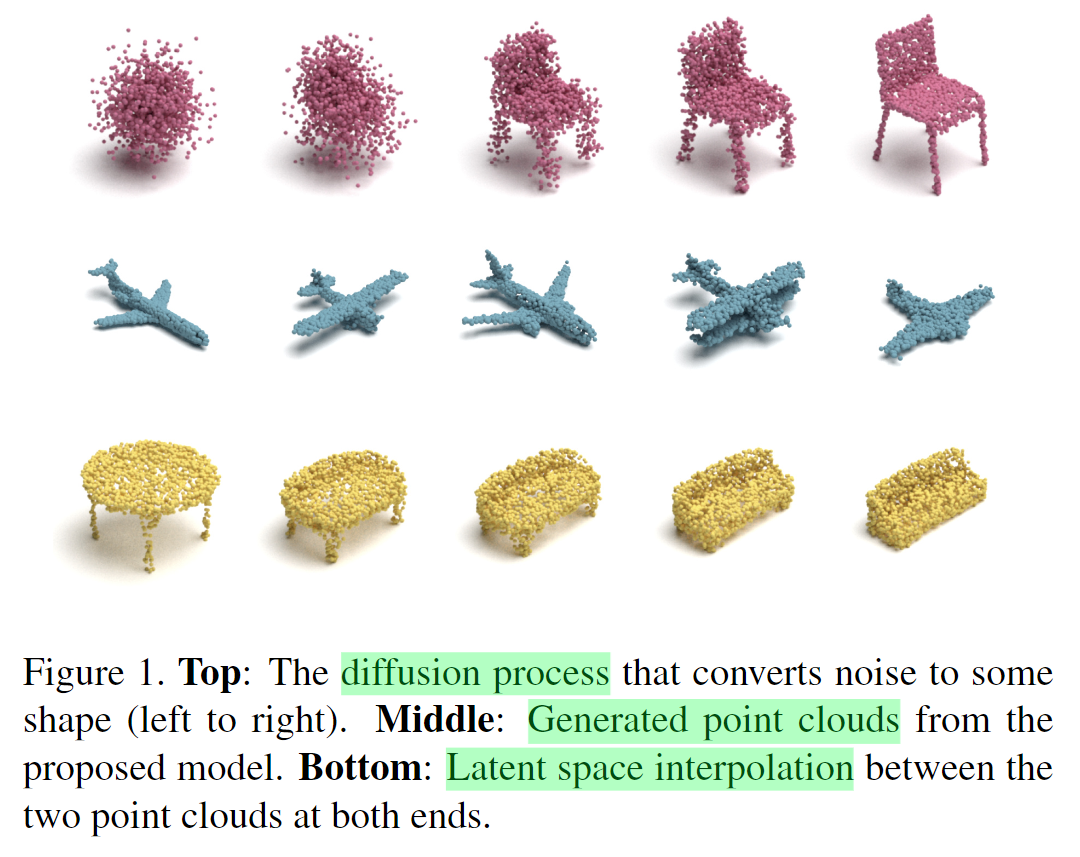 Figure 1. Top: The diffusion process that converts noise to some
shape (left to right). Middle: Generated point clouds from the
proposed model. Bottom: Latent space interpolation between the
two point clouds at both ends.